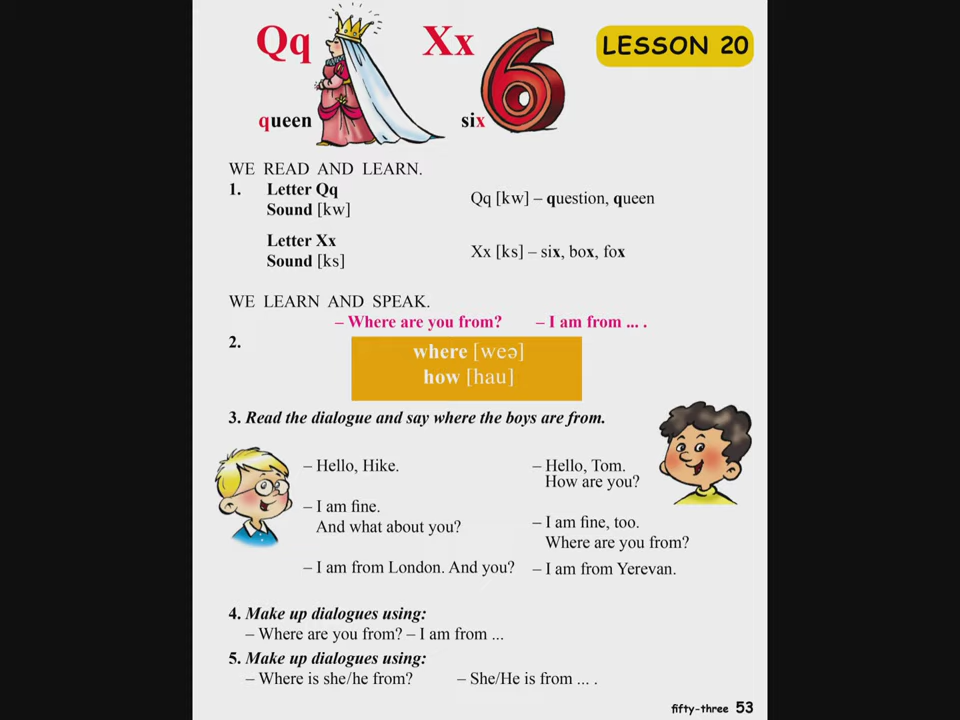 Qq
Xx
LESSON 20
queen
six
WE READ AND LEARN.
1. Letter Qq
Sound [kw]
Qq [kw] – question, queen
Letter Xx
Sound [ks]
Xx [ks] – six, box, fox
WE LEARN AND SPEAK.
– Where are you from? – I am from ... .
2.
where [weə]
how [hau]
3. Read the dialogue and say where the boys are from.
– Hello, Hike.
– Hello, Tom.
How are you?
– I am fine.
And what about you?
– I am fine, too.
Where are you from?
– I am from London. And you?
– I am from Yerevan.
4. Make up dialogues using:
– Where are you from? – I am from ...
5. Make up dialogues using:
– Where is she/he from? – She/He is from ... .
fifty-three 53